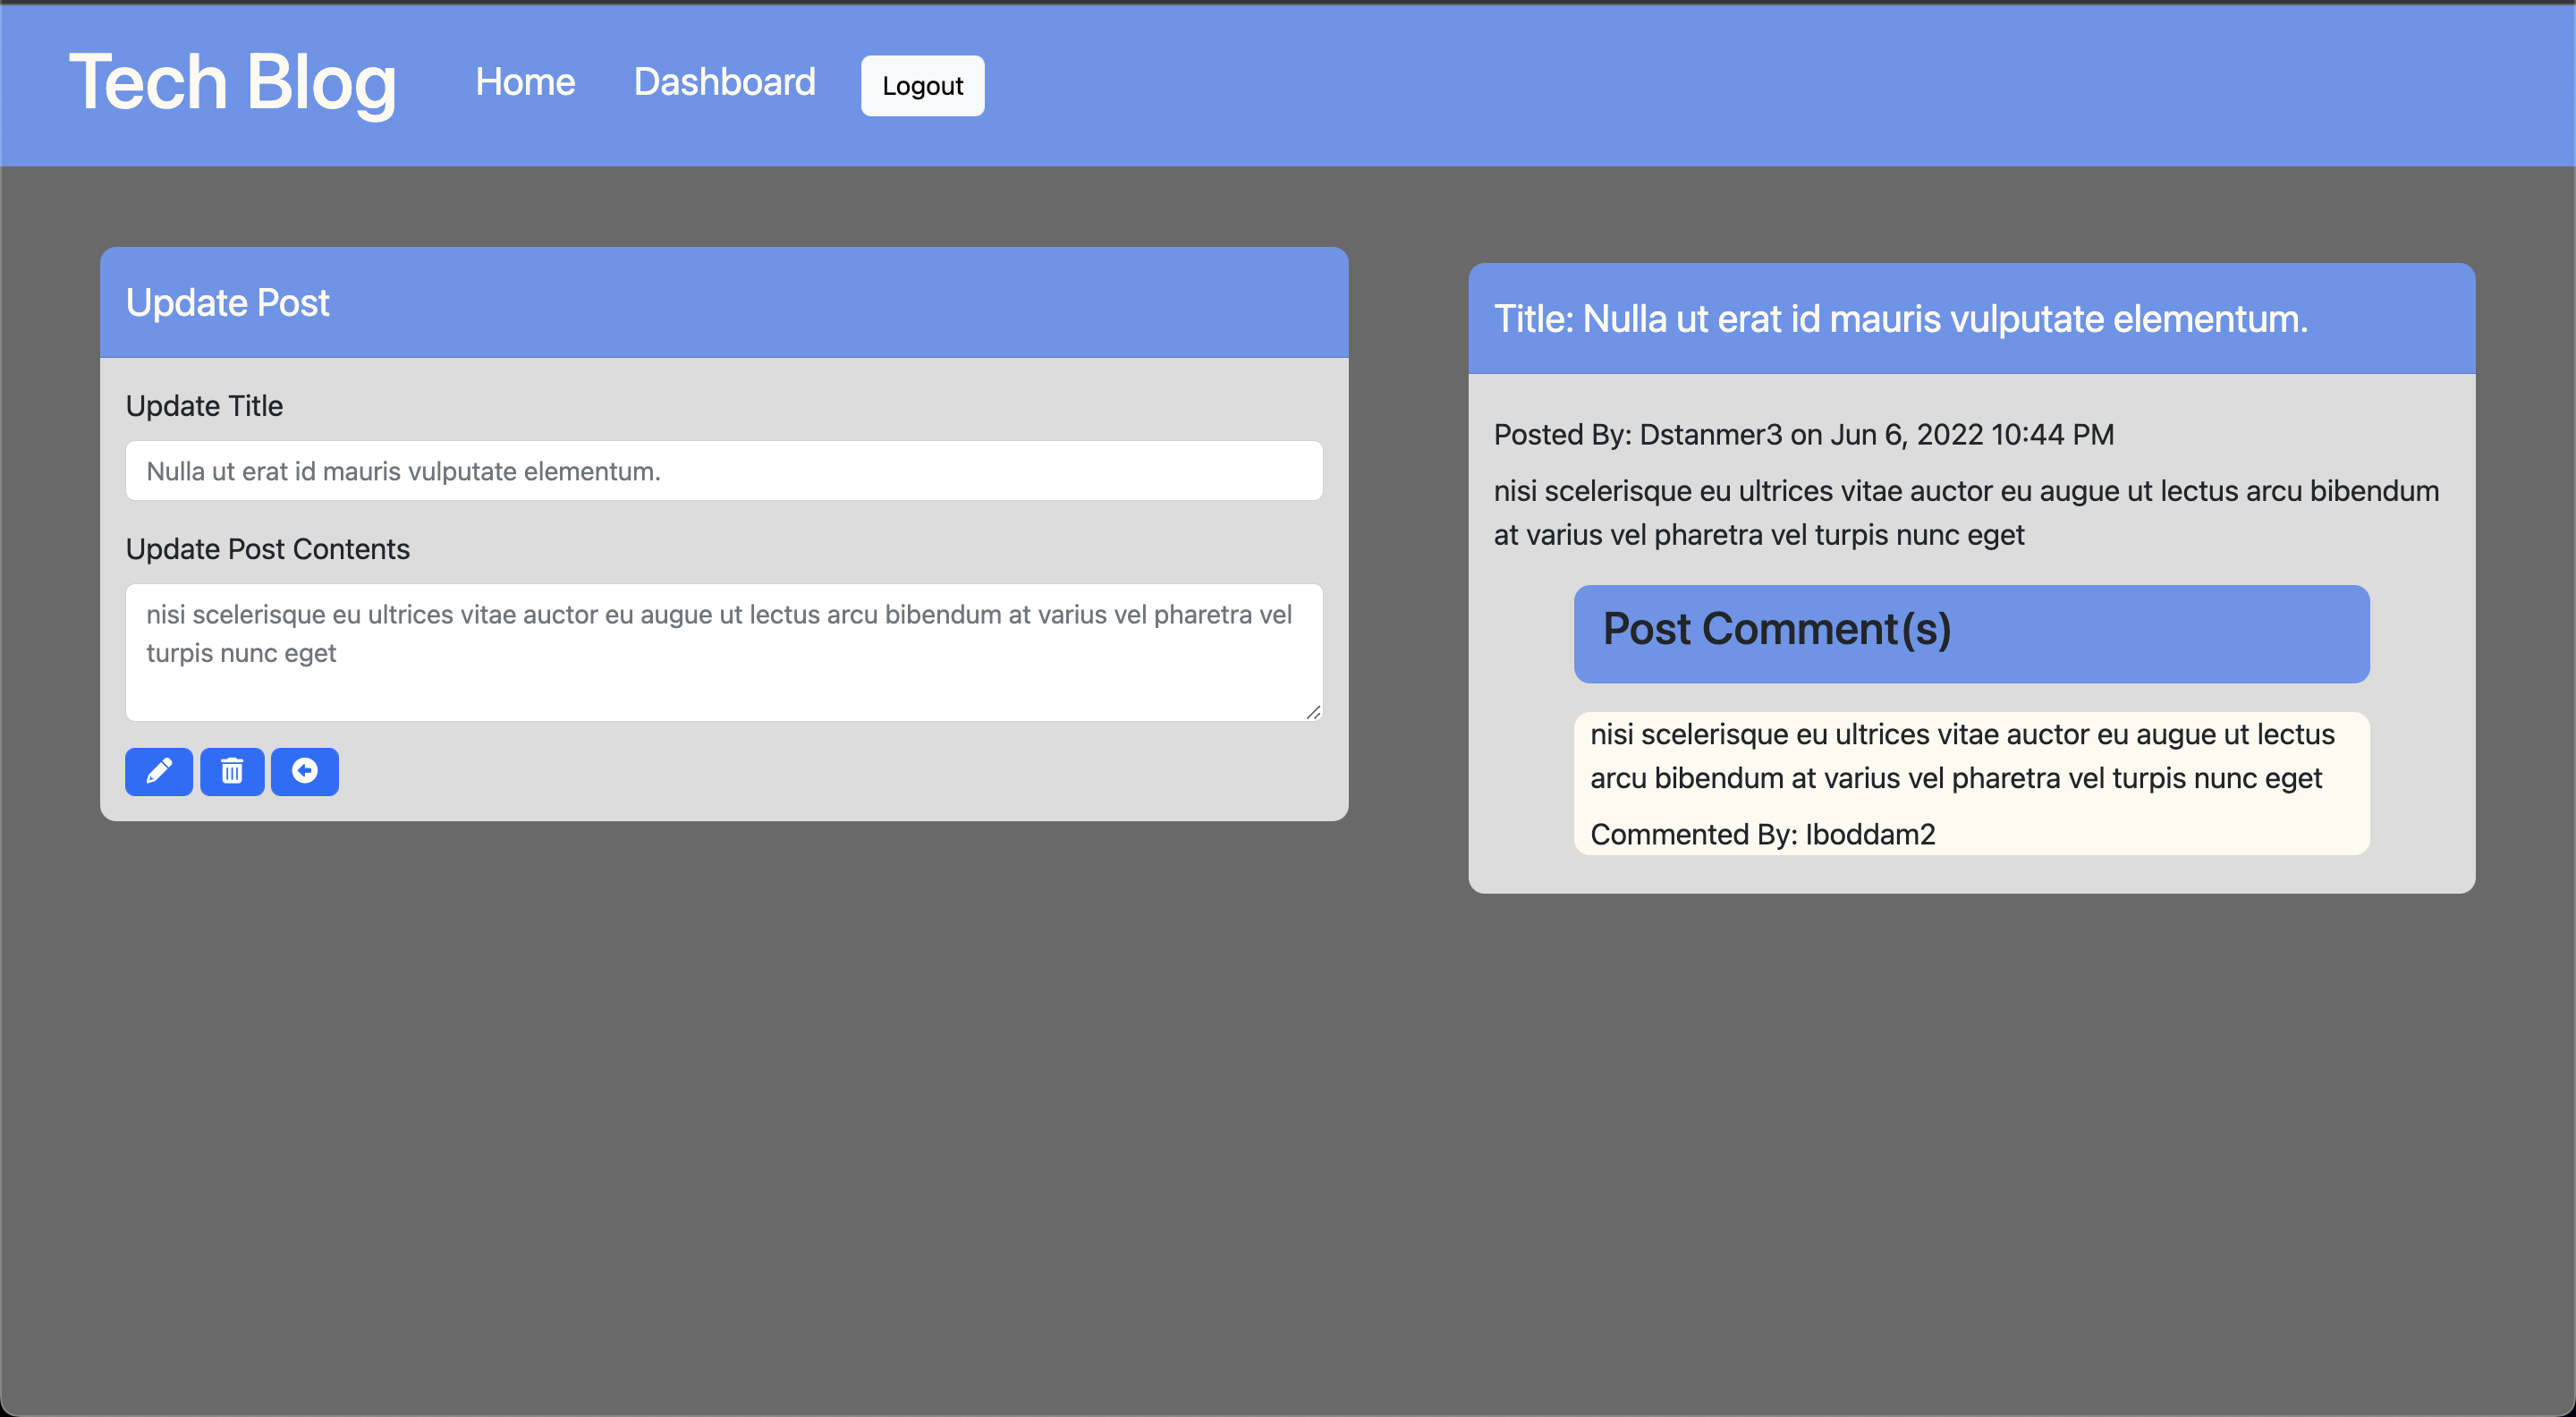 Tech Blog
Home
Dashboard
Logout
Update Post
Update Title
Nulla ut erat id mauris vulputate elementum.
Update Post Contents
nisi scelerisque eu ultrices vitae auctor eu augue ut lectus arcu bibendum at varius vel pharetra vel
turpis nunc eget
Title: Nulla ut erat id mauris vulputate elementum.
Posted By: Dstanmer3 on Jun 6, 2022 10:44 PM
nisi scelerisque eu ultrices vitae auctor eu augue ut lectus arcu bibendum
at varius vel pharetra vel turpis nunc eget
Post Comment(s)
nisi scelerisque eu ultrices vitae auctor eu augue ut lectus
arcu bibendum at varius vel pharetra vel turpis nunc eget
Commented By: Iboddam2